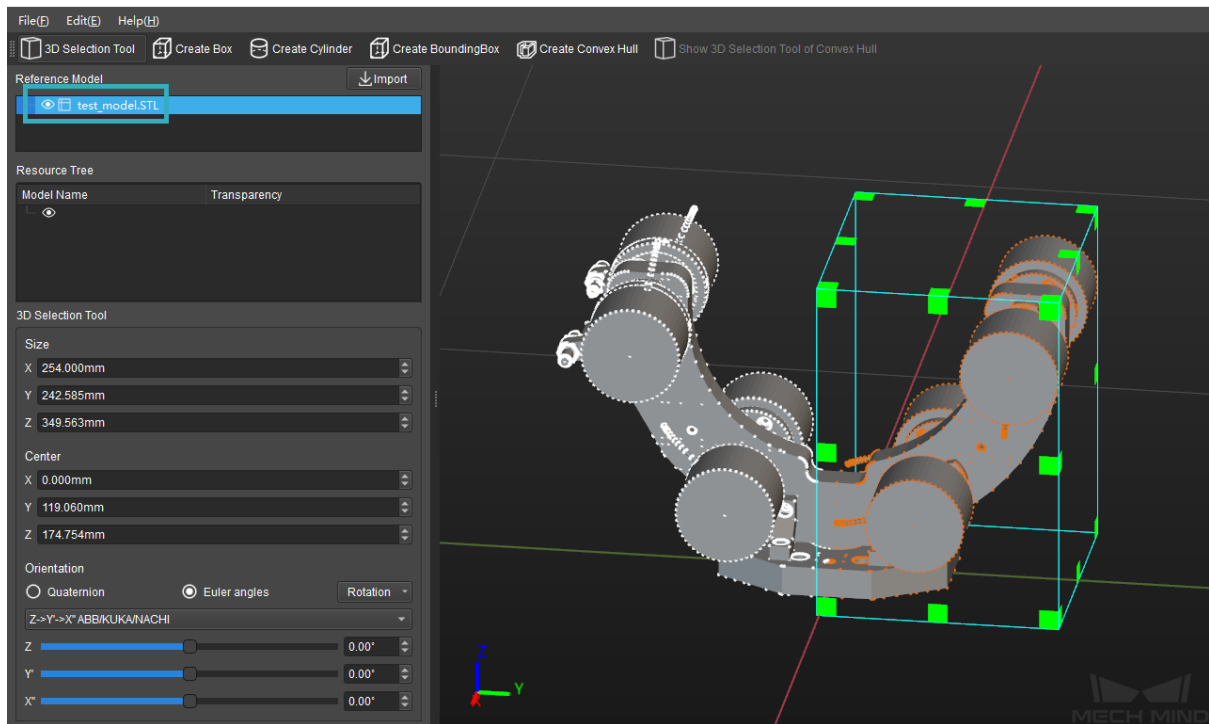 File(F) Edit(E) Help(H)
3D Selection Tool Create Box Create Cylinder Create BoundingBox Create Convex Hull Show 3D Selection Tool of Convex Hull
Reference Model Import
test_model.STL
Resource Tree
Model Name Transparency
3D Selection Tool
Size
X 254.000mm
Y 242.585mm
Z 349.563mm
Center
X 0.000mm
Y 119.060mm
Z 174.754mm
Orientation
Quaternion Euler angles Rotation
Z->Y'->X'' ABB/KUKA/NACHI
Z 0.00°
Y' 0.00°
X'' 0.00°
Z
Y
X
MECH MIND